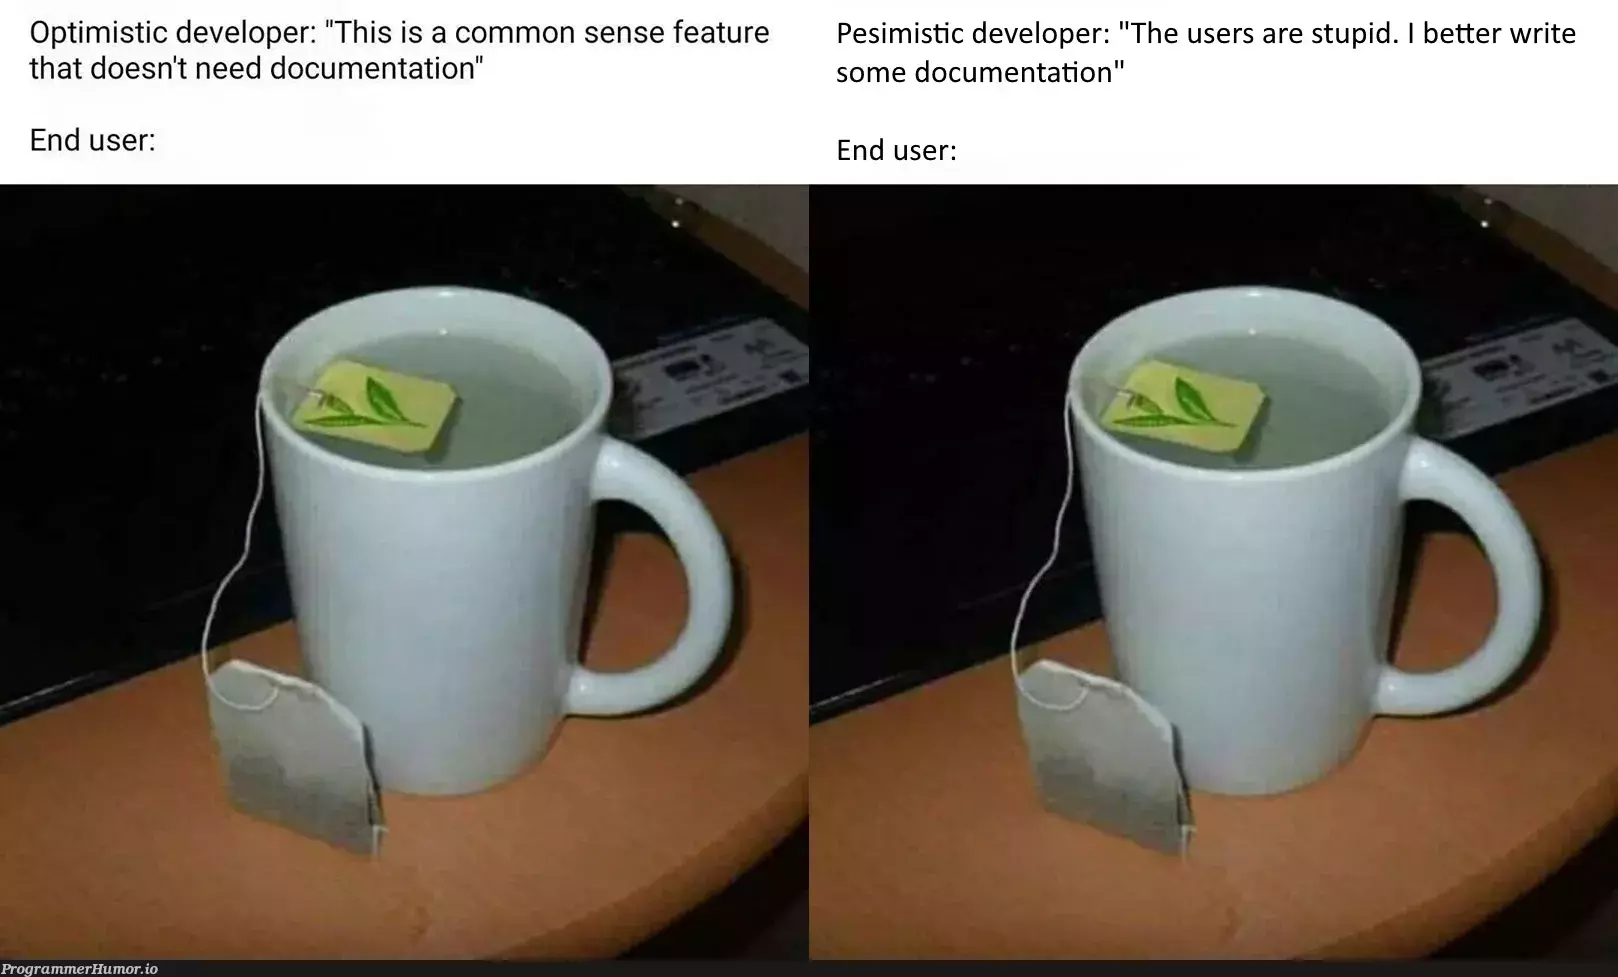 Optimistic developer: "This is a common sense feature
that doesn't need documentation"
End user:
Pesimistic developer: "The users are stupid. I better write
some documentation"
End user:
ProgrammerHumor.io